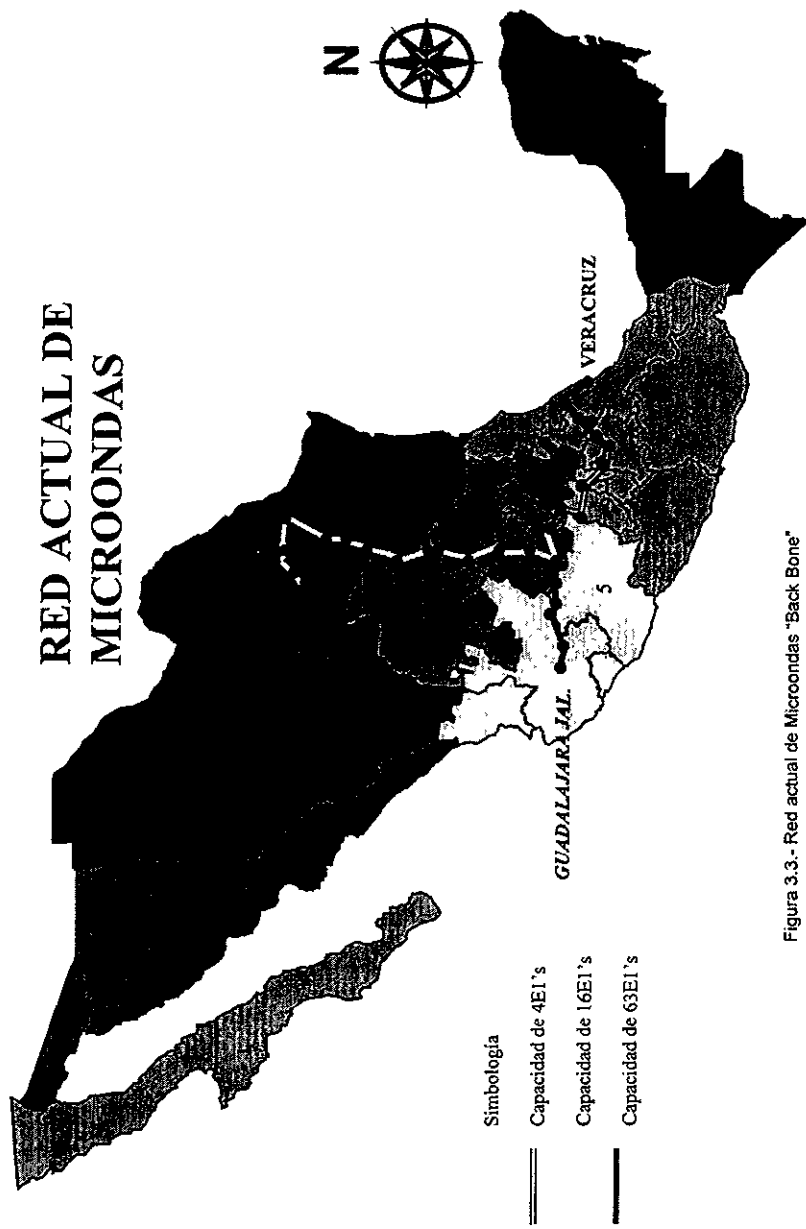 RED ACTUAL DE
MICROONDAS
N
VERACRUZ
5
GUADALAJARA JAL.
Simbología
Capacidad de 4E1's
Capacidad de 16E1's
Capacidad de 63E1's
Figura 3.3.- Red actual de Microondas "Back Bone"